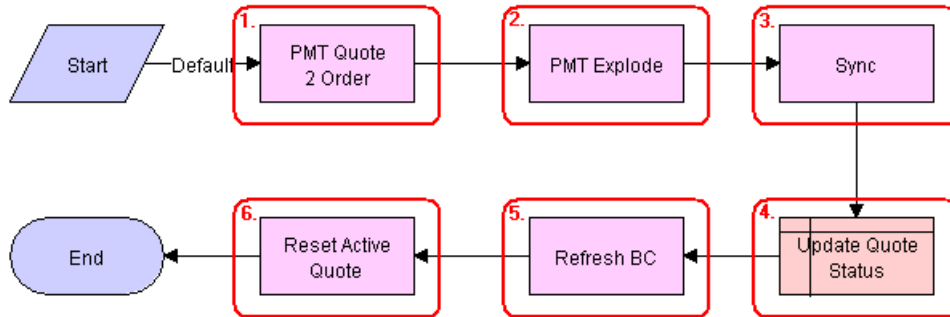 1.
2.
3.
Start
Default
PMT Quote
2 Order
PMT Explode
Sync
6.
5.
4.
End
Reset Active
Quote
Refresh BC
Update Quote
Status